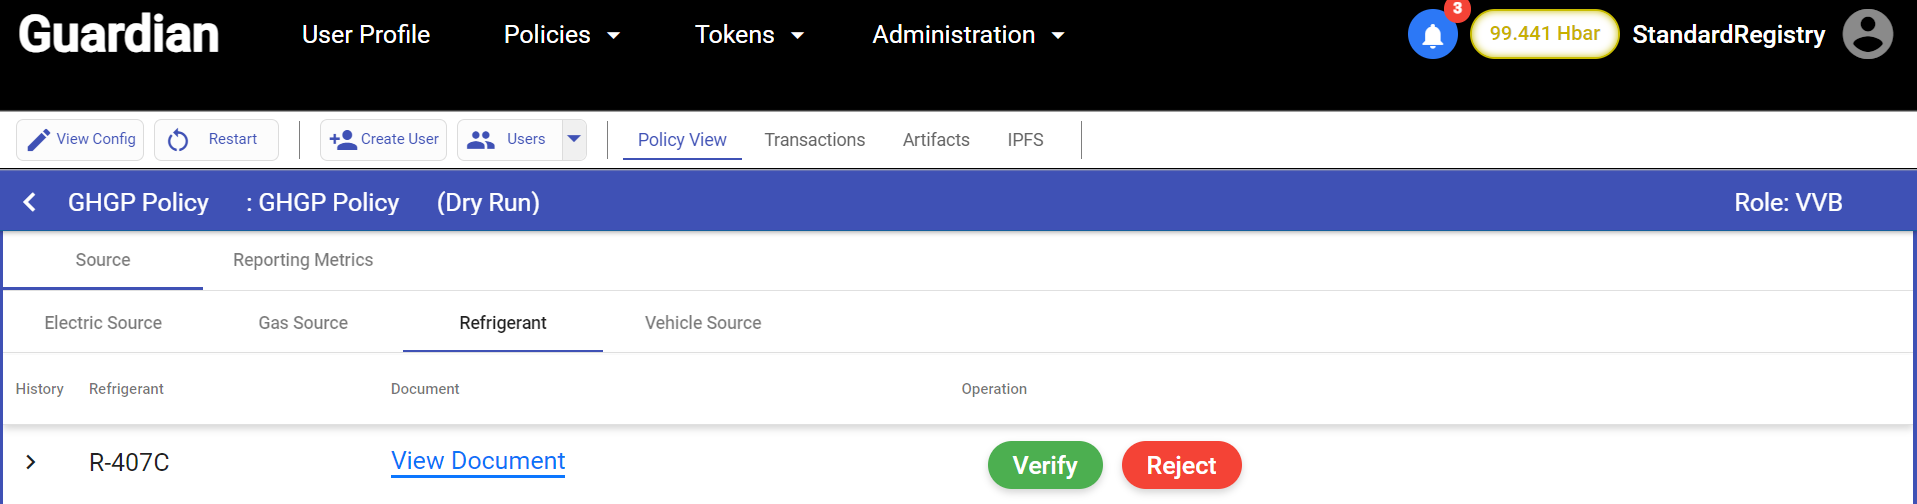 Guardian User Profile Policies Tokens Administration 3 99.441 Hbar StandardRegistry
View Config Restart Create User Users Policy View Transactions Artifacts IPFS
GHGP Policy : GHGP Policy (Dry Run) Role: VVB
Source Reporting Metrics
Electric Source Gas Source Refrigerant Vehicle Source
History Refrigerant Document Operation
R-407C View Document Verify Reject